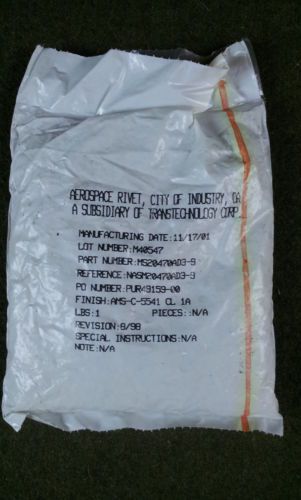 AEROSPACE RIVET, CITY OF INDUSTRY, CA
A SUBSIDIARY OF TRANSTECHNOLOGY CORP.
MANUFACTURING DATE:11/17/01
LOT NUMBER:M40547
PART NUMBER:MS20470AD3-9
REFERENCE:NASM20470AD3-9
PO NUMBER:PUR49159-00
FINISH:AMS-C-5541 CL 1A
LBS:1 PIECES::N/A
REVISION:9/98
SPECIAL INSTRUCTIONS:N/A
NOTE:N/A